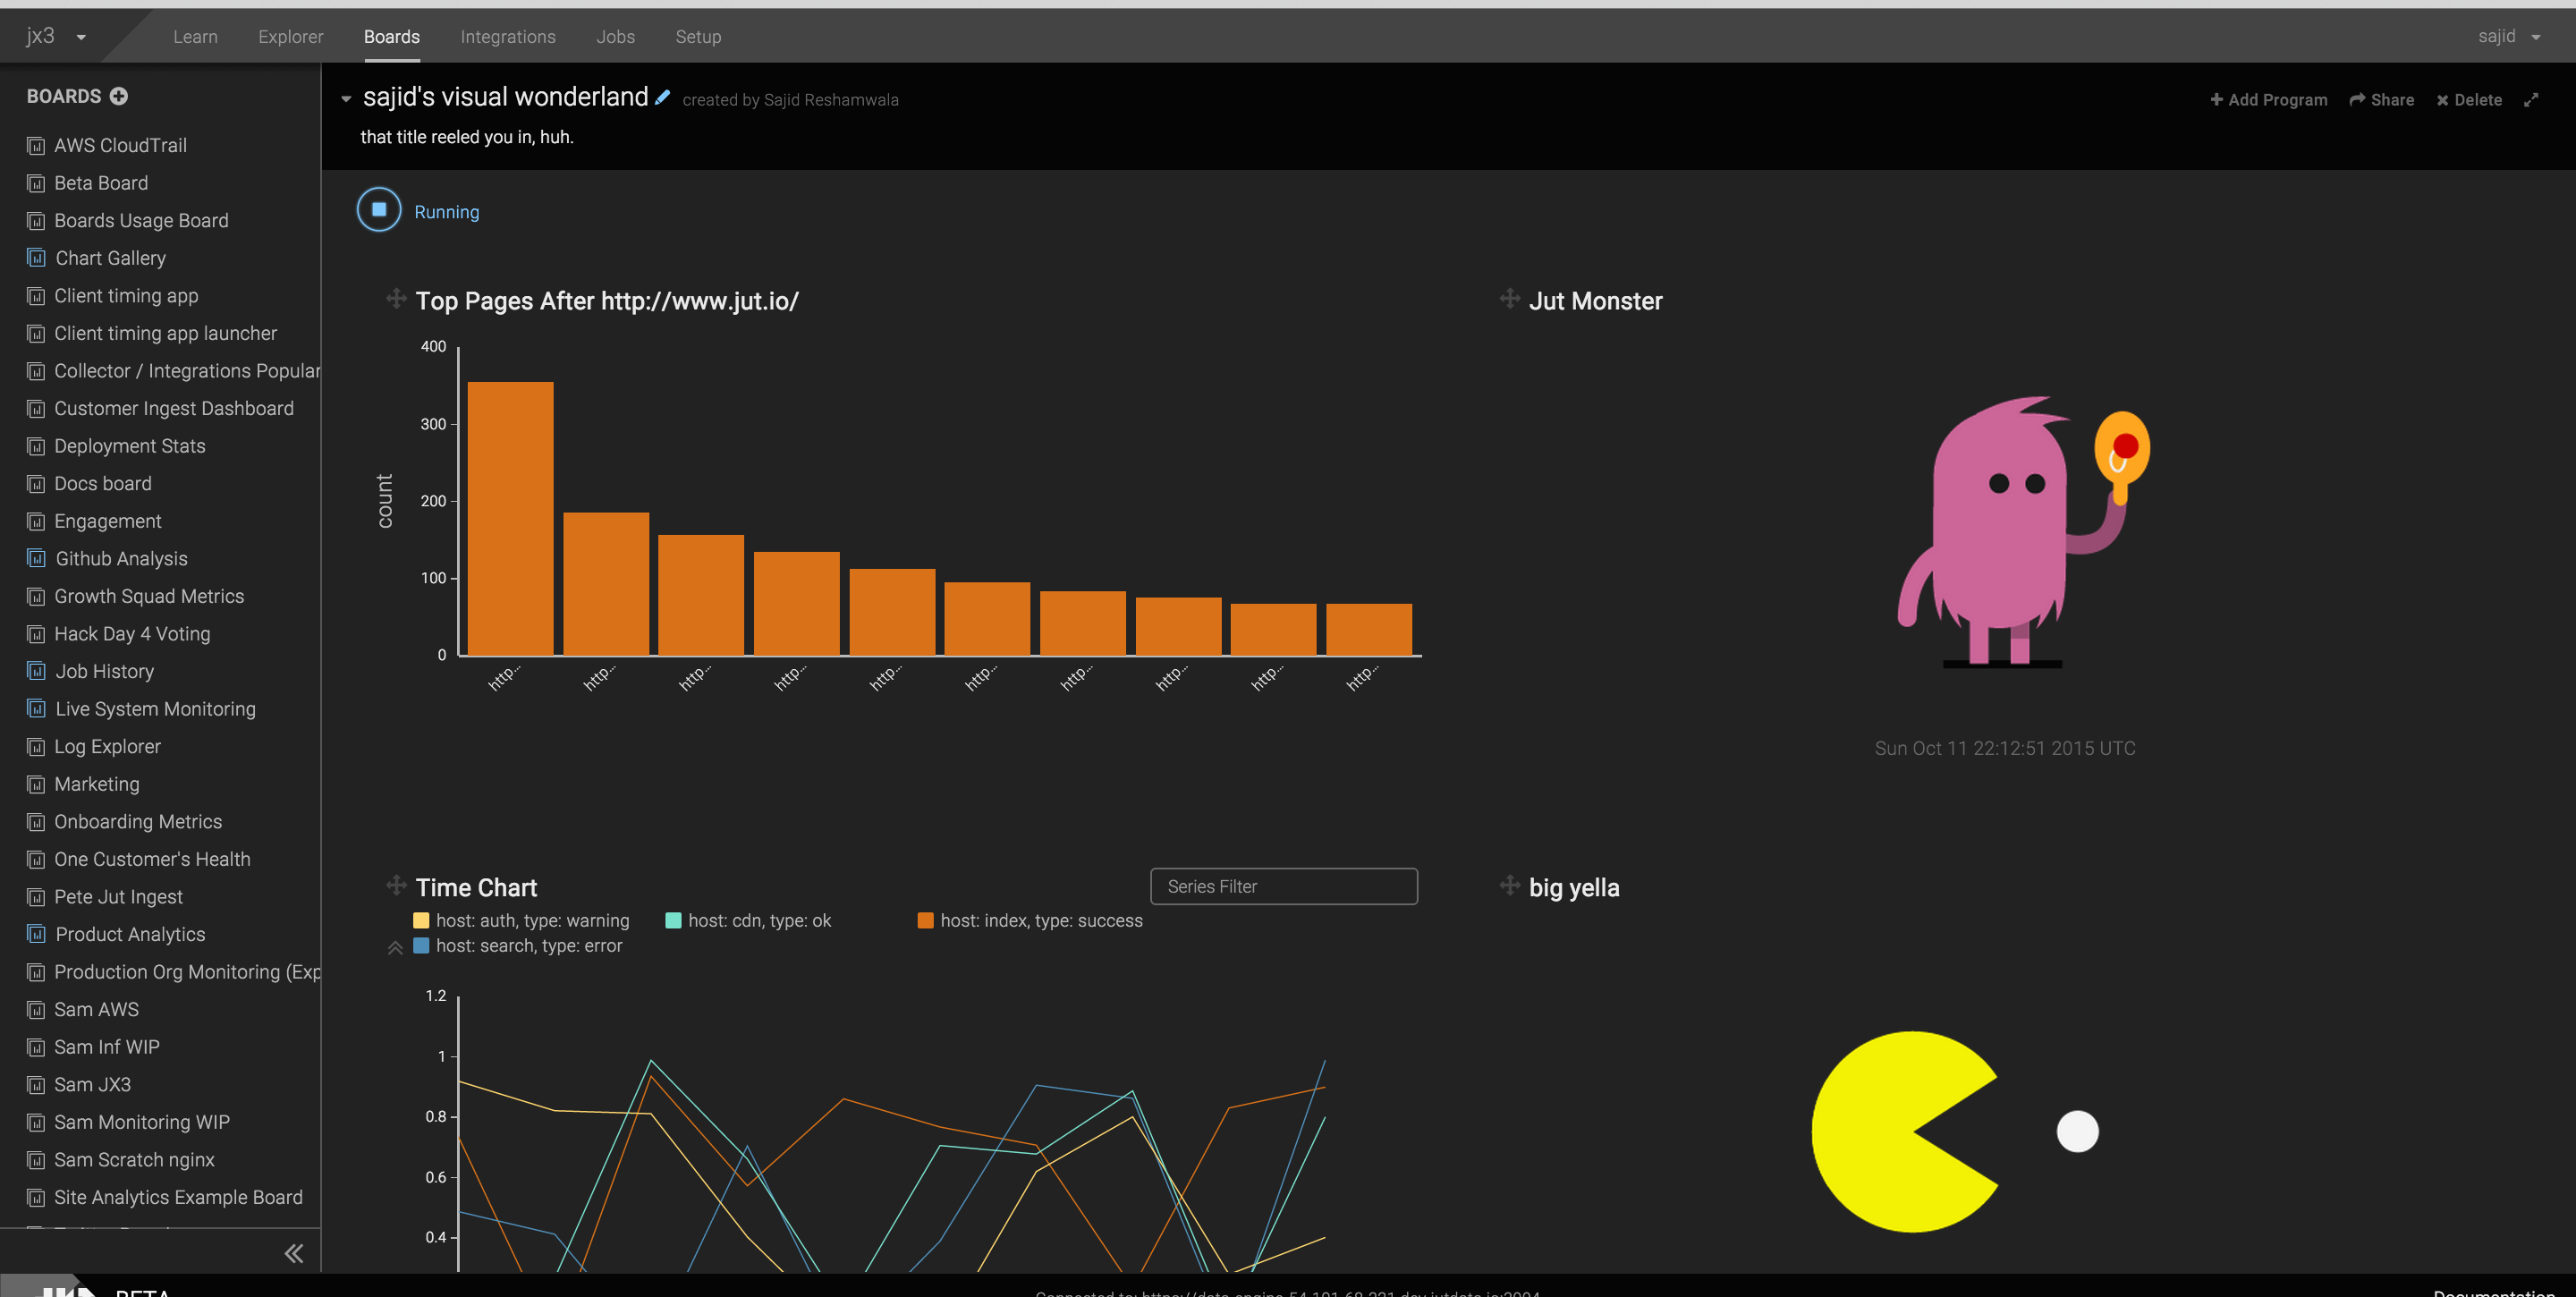 jx3 Learn Explorer Boards Integrations Jobs Setup sajid
BOARDS
AWS CloudTrail
Beta Board
Boards Usage Board
Chart Gallery
Client timing app
Client timing app launcher
Collector / Integrations Popular
Customer Ingest Dashboard
Deployment Stats
Docs board
Engagement
Github Analysis
Growth Squad Metrics
Hack Day 4 Voting
Job History
Live System Monitoring
Log Explorer
Marketing
Onboarding Metrics
One Customer's Health
Pete Jut Ingest
Product Analytics
Production Org Monitoring (Exp
Sam AWS
Sam Inf WIP
Sam JX3
Sam Monitoring WIP
Sam Scratch nginx
Site Analytics Example Board
sajid's visual wonderland created by Sajid Reshamwala
Add Program Share Delete
that title reeled you in, huh.
Running
Top Pages After http://www.jut.io/
400
300
200
100
0
count
http... http... http... http... http... http... http... http... http... http...
Jut Monster
Sun Oct 11 22:12:51 2015 UTC
Time Chart
Series Filter
host: auth, type: warning host: cdn, type: ok host: index, type: success
host: search, type: error
1.2
1
0.8
0.6
0.4
big yella
BETA
Documentation